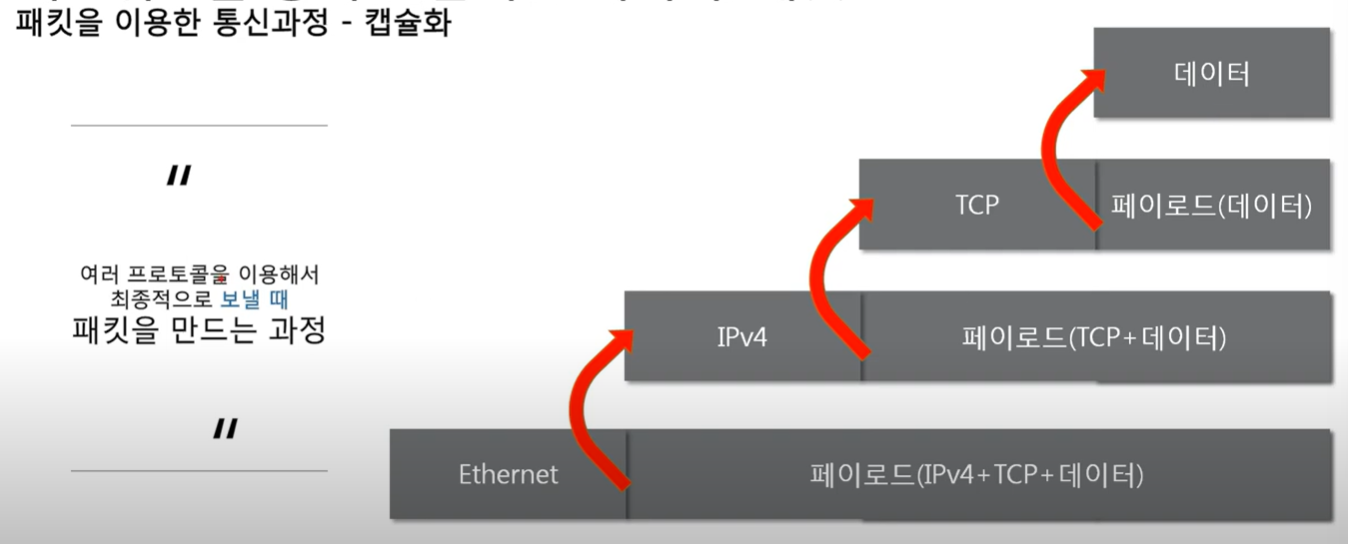 패킷을 이용한 통신과정 - 캡슐화
"
여러 프로토콜을 이용해서
최종적으로 보낼 때
패킷을 만드는 과정
"
데이터
TCP
페이로드(데이터)
IPv4
페이로드(TCP+데이터)
Ethernet
페이로드(IPv4+TCP+데이터)